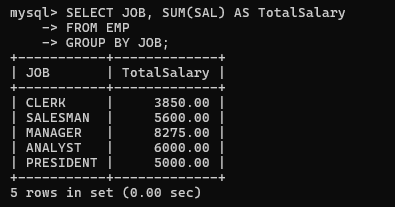 mysql> SELECT JOB, SUM(SAL) AS TotalSalary
    -> FROM EMP
    -> GROUP BY JOB;
+-----------+-------------+
| JOB       | TotalSalary |
+-----------+-------------+
| CLERK     |     3850.00 |
| SALESMAN  |     5600.00 |
| MANAGER   |     8275.00 |
| ANALYST   |     6000.00 |
| PRESIDENT |     5000.00 |
+-----------+-------------+
5 rows in set (0.00 sec)